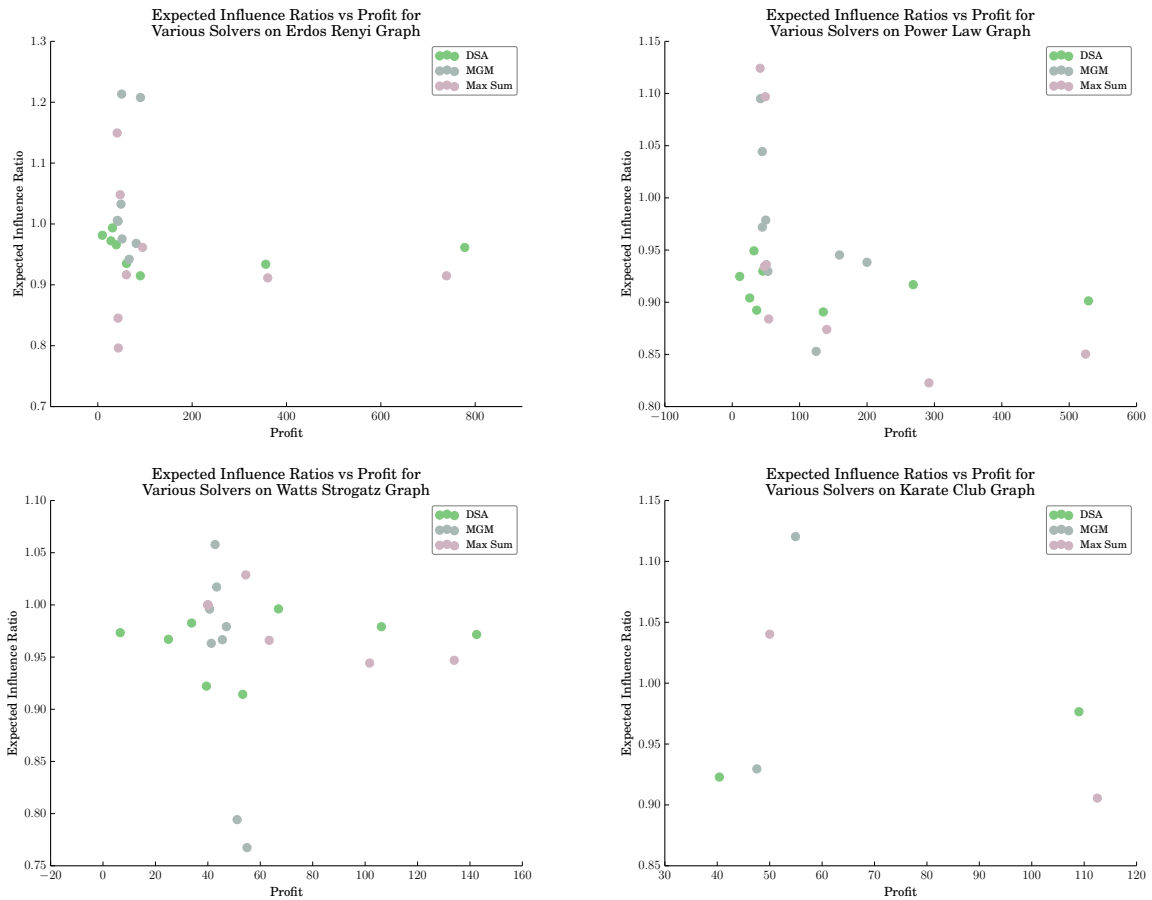 Expected Influence Ratios vs Profit for
Various Solvers on Erdos Renyi Graph
1.3
1.2
1.1
1.0
0.9
0.8
0.7
Expected Influence Ratio
DSA
MGM
Max Sum
0
200
400
600
800
Profit
Expected Influence Ratios vs Profit for
Various Solvers on Power Law Graph
1.15
1.10
1.05
1.00
0.95
0.90
0.85
0.80
Expected Influence Ratio
DSA
MGM
Max Sum
−100
0
100
200
300
400
500
600
Profit
Expected Influence Ratios vs Profit for
Various Solvers on Watts Strogatz Graph
1.10
1.05
1.00
0.95
0.90
0.85
0.80
0.75
Expected Influence Ratio
DSA
MGM
Max Sum
−20
0
20
40
60
80
100
120
140
160
Profit
Expected Influence Ratios vs Profit for
Various Solvers on Karate Club Graph
1.15
1.10
1.05
1.00
0.95
0.90
0.85
Expected Influence Ratio
DSA
MGM
Max Sum
30
40
50
60
70
80
90
100
110
120
Profit